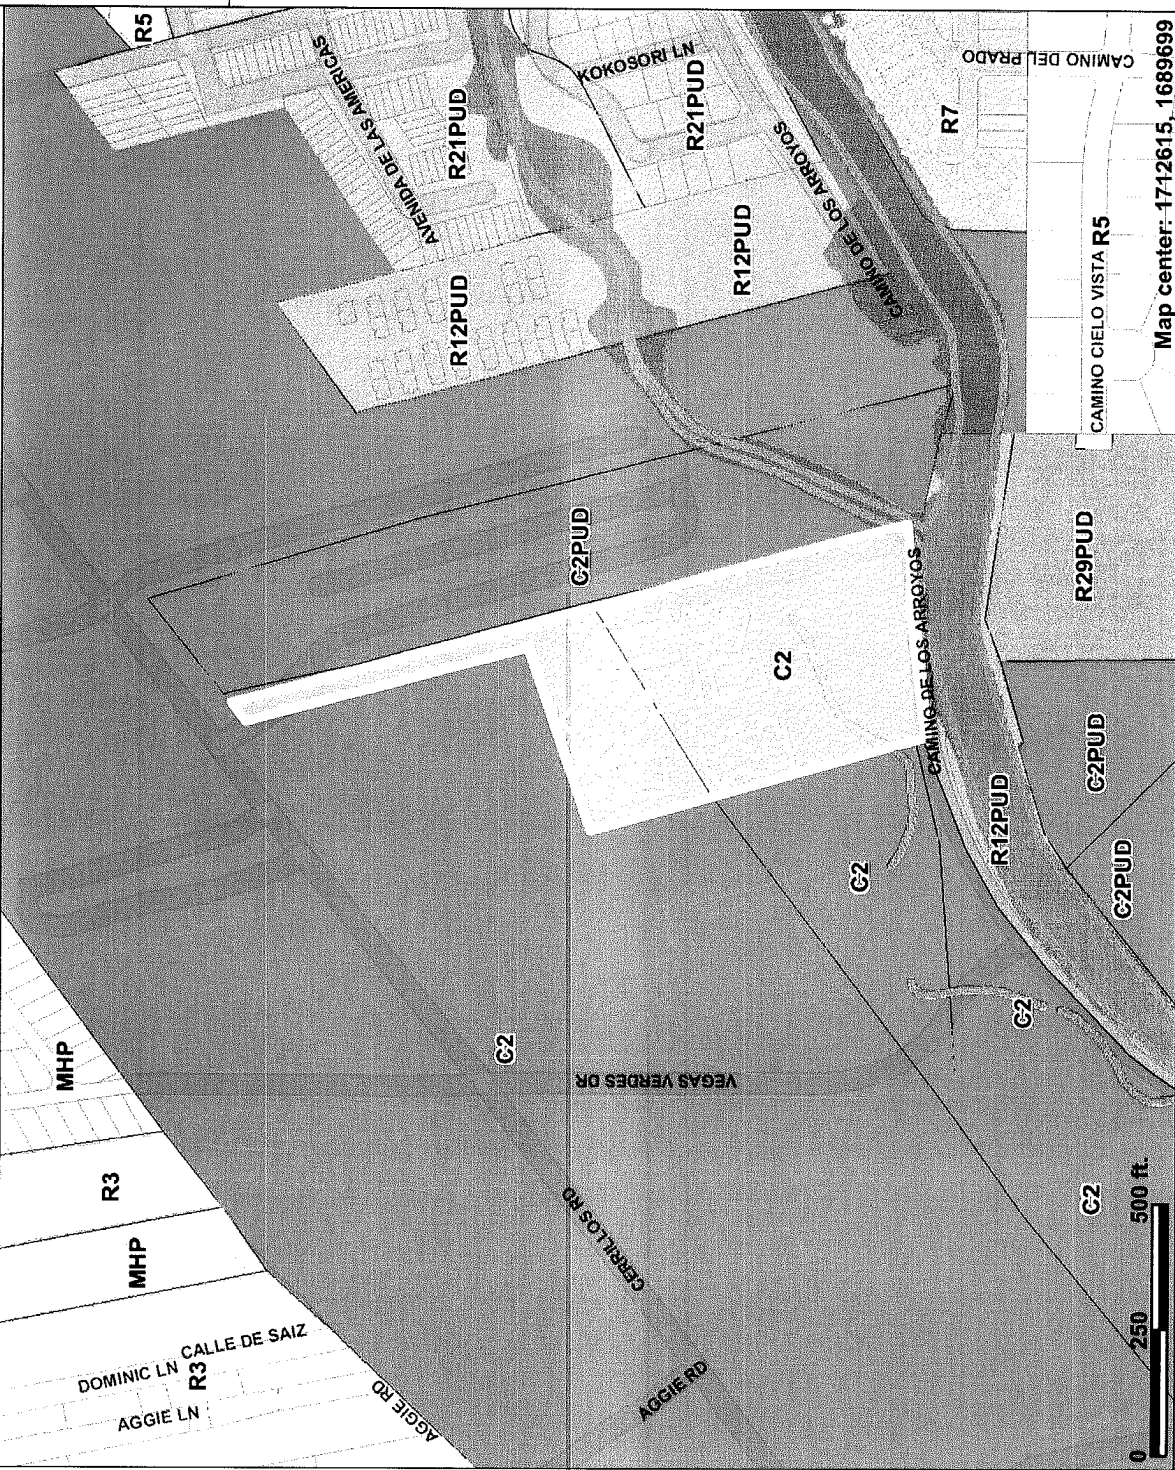 R5
MHP
R3
MHP
CALLE DE SAIZ
DOMINIC LN
R3
AGGIE LN
AGGIE RD
AVENIDA DE LAS AMERICAS
R21PUD
KOKOSORI LN
R21PUD
CAMINO DEL PRADO
R7
CAMINO DE LOS ARROYOS
R12PUD
R12PUD
C2PUD
C2
C2
VEGAS VERDES DR
CERRILLOS RD
AGGIE RD
CAMINO DE LOS ARROYOS
CAMINO CIELO VISTA R5
R29PUD
C2PUD
C2PUD
R12PUD
C2
C2
C2
0 250 500 ft.
Map center: 1712615, 1689699